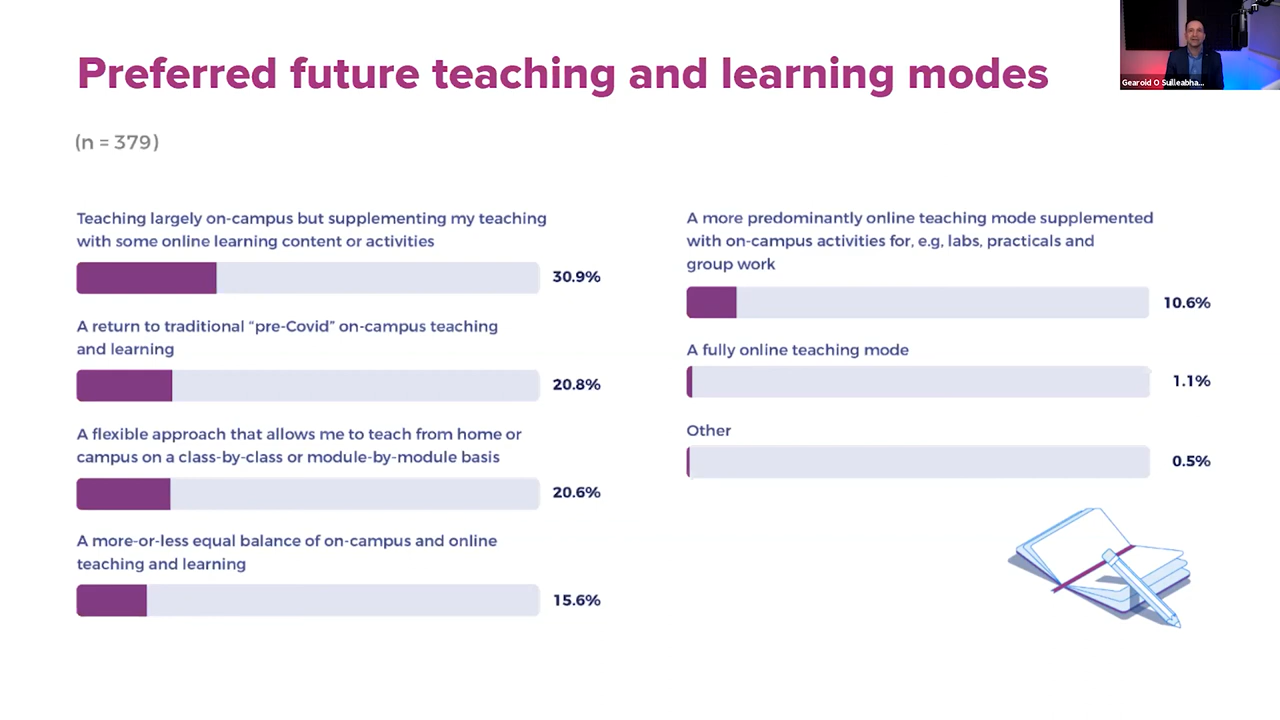 Preferred future teaching and learning modes
Gearoid O Suilleabha...
(n = 379)
Teaching largely on-campus but supplementing my teaching
with some online learning content or activities
30.9%
A return to traditional “pre-Covid” on-campus teaching
and learning
20.8%
A flexible approach that allows me to teach from home or
campus on a class-by-class or module-by-module basis
20.6%
A more-or-less equal balance of on-campus and online
teaching and learning
15.6%
A more predominantly online teaching mode supplemented
with on-campus activities for, e.g, labs, practicals and
group work
10.6%
A fully online teaching mode
1.1%
Other
0.5%